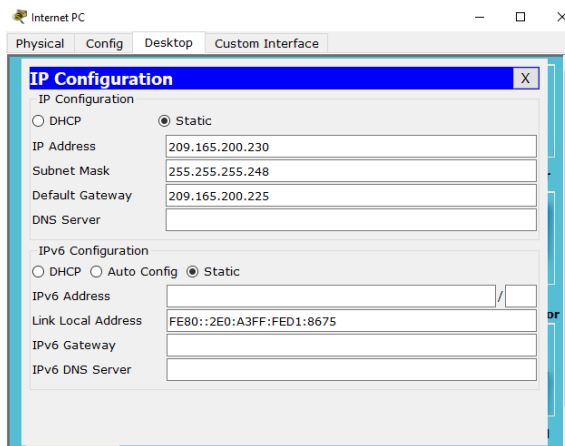 Internet PC
Physical Config Desktop Custom Interface
IP Configuration X
IP Configuration
DHCP Static
IP Address 209.165.200.230
Subnet Mask 255.255.255.248
Default Gateway 209.165.200.225
DNS Server
IPv6 Configuration
DHCP Auto Config Static
IPv6 Address /
Link Local Address FE80::2E0:A3FF:FED1:8675
IPv6 Gateway
IPv6 DNS Server
or